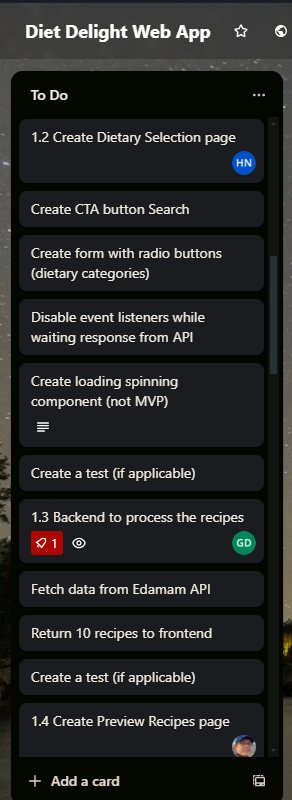 Diet Delight Web App
To Do
1.2 Create Dietary Selection page
HN
Create CTA button Search
Create form with radio buttons
(dietary categories)
Disable event listeners while
waiting response from API
Create loading spinning
component (not MVP)
Create a test (if applicable)
1.3 Backend to process the recipes
1
GD
Fetch data from Edamam API
Return 10 recipes to frontend
Create a test (if applicable)
1.4 Create Preview Recipes page
Add a card